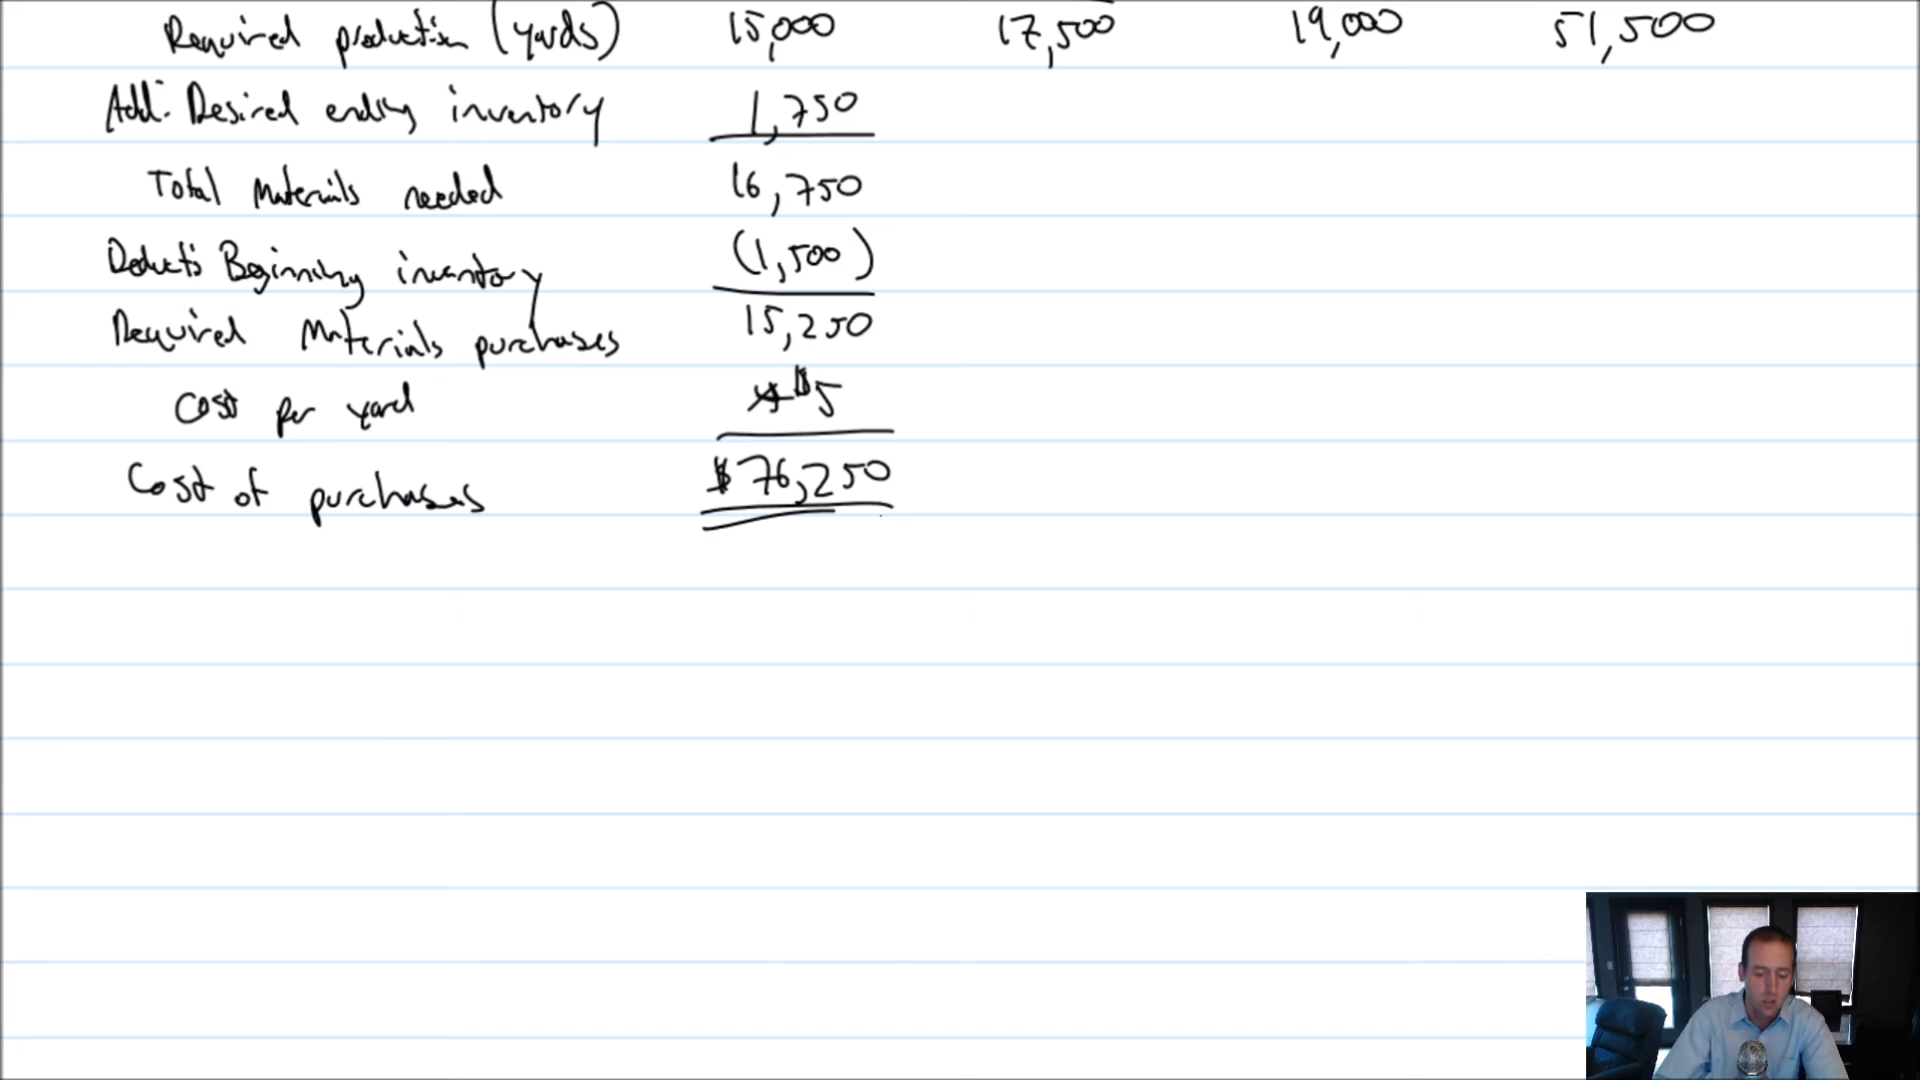 Required production (yards) 15,000 17,500 19,000 51,500
Add: Desired ending inventory 1,750
Total Materials needed 16,750
Deduct: Beginning inventory (1,500)
Required Materials purchases 15,250
Cost per yard $5
Cost of purchases $76,250